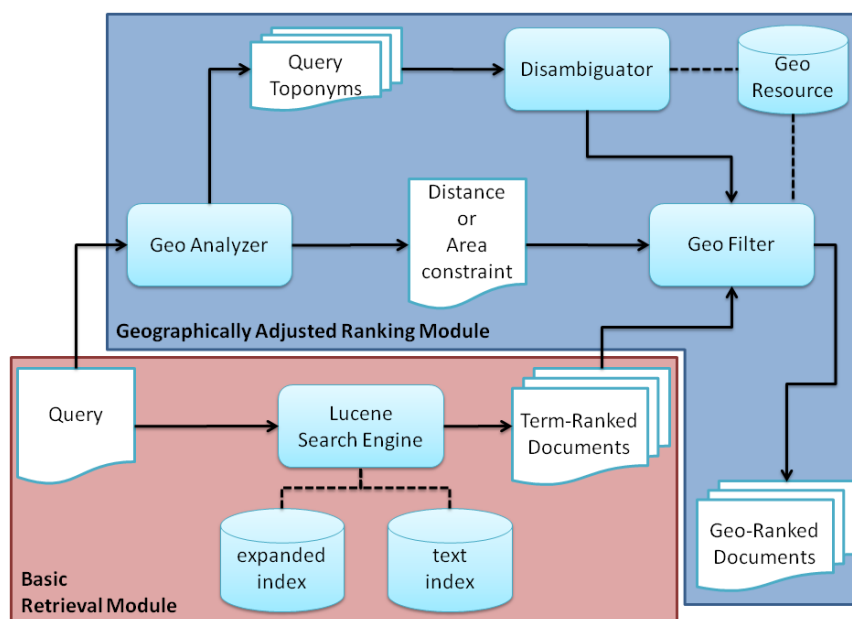 Query
Toponyms
Disambiguator
Geo
Resource
Geo Analyzer
Distance
or
Area
constraint
Geo Filter
Geographically Adjusted Ranking Module
Query
Lucene
Search Engine
Term-Ranked
Documents
expanded
index
text
index
Geo-Ranked
Documents
Basic
Retrieval Module